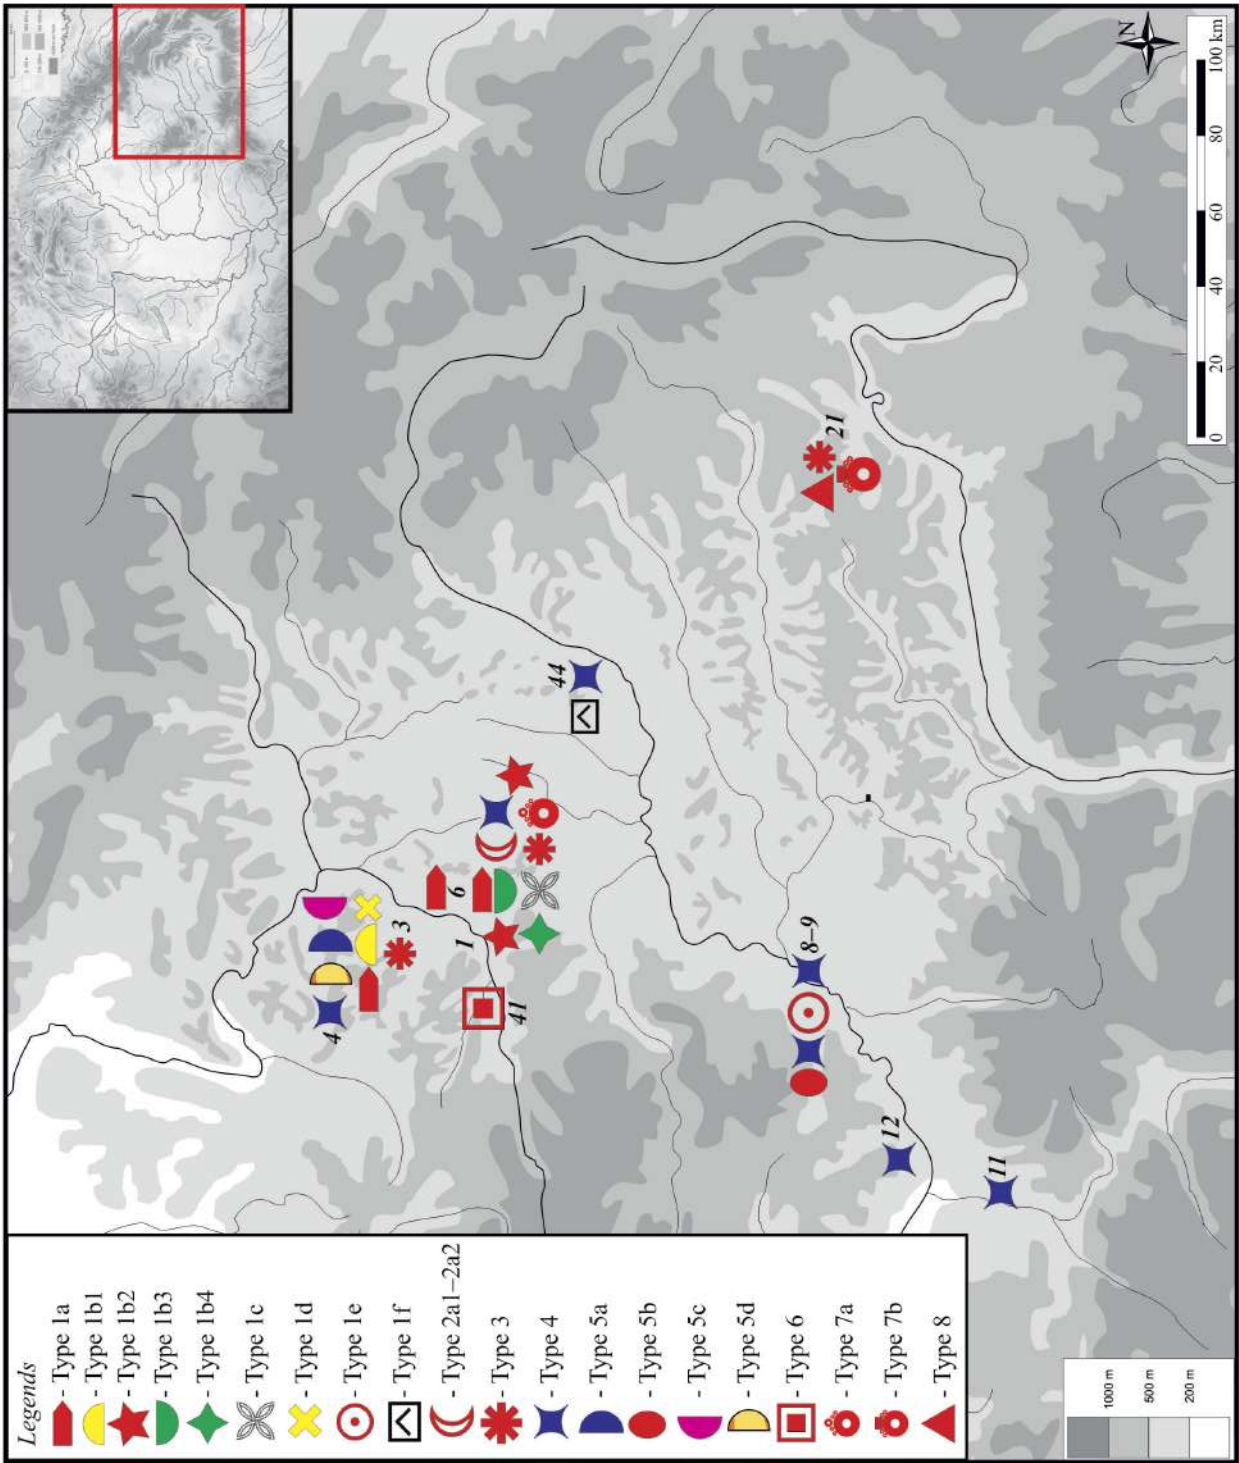 Legends
- Type 1a
- Type 1b1
- Type 1b2
- Type 1b3
- Type 1b4
- Type 1c
- Type 1d
- Type 1e
- Type 1f
- Type 2a1–2a2
- Type 3
- Type 4
- Type 5a
- Type 5b
- Type 5c
- Type 5d
- Type 6
- Type 7a
- Type 7b
- Type 8
1000 m
500 m
200 m
4
3
6
1
41
44
8–9
12
11
21
N
0 20 40 60 80 100 km